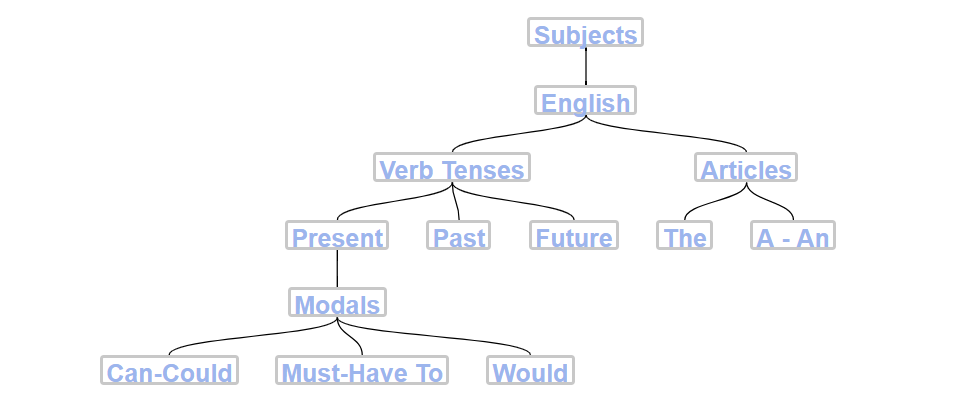 Subjects
English
Verb Tenses
Articles
Present
Past
Future
The
A - An
Modals
Can-Could
Must-Have To
Would